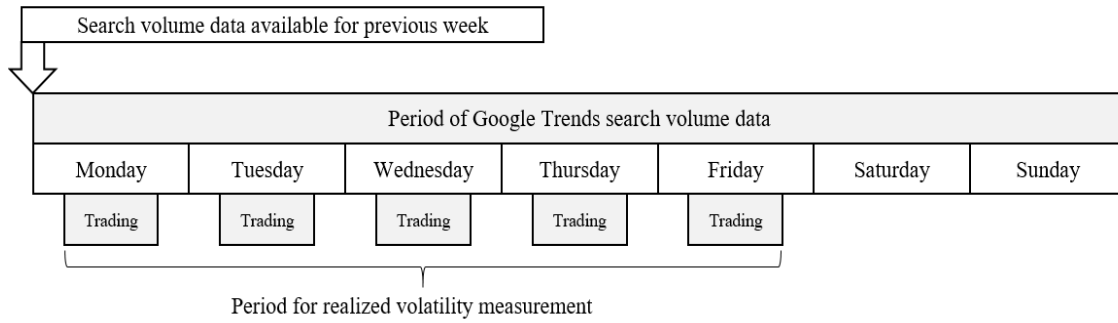 Search volume data available for previous week
Period of Google Trends search volume data
Monday Tuesday Wednesday Thursday Friday Saturday Sunday
Trading Trading Trading Trading Trading
Period for realized volatility measurement